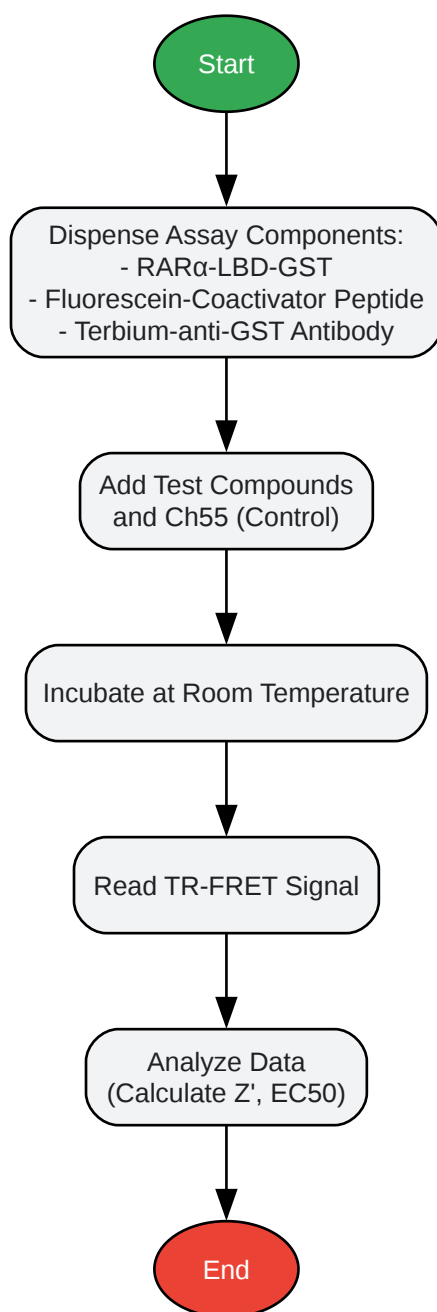 Start
Dispense Assay Components:
- RARα-LBD-GST
- Fluorescein-Coactivator Peptide
- Terbium-anti-GST Antibody
Add Test Compounds
and Ch55 (Control)
Incubate at Room Temperature
Read TR-FRET Signal
Analyze Data
(Calculate Z', EC50)
End